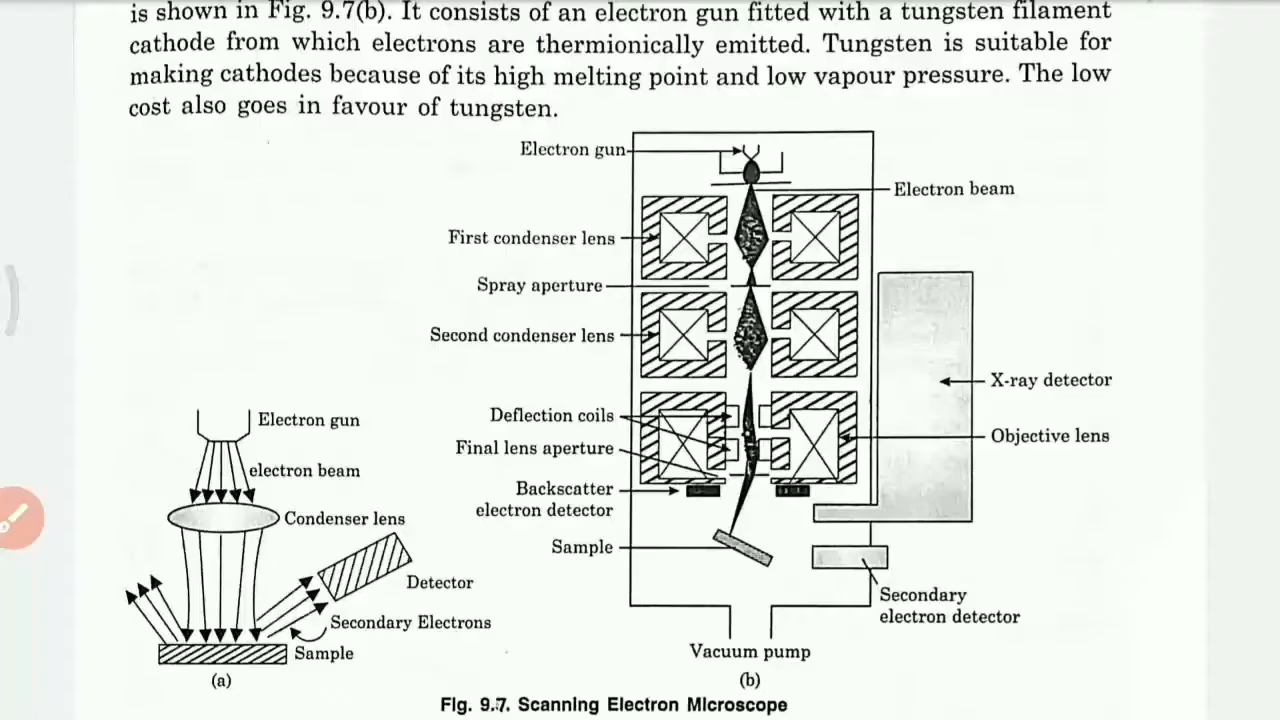 is shown in Fig. 9.7(b). It consists of an electron gun fitted with a tungsten filament
cathode from which electrons are thermionically emitted. Tungsten is suitable for
making cathodes because of its high melting point and low vapour pressure. The low
cost also goes in favour of tungsten.
Electron gun
electron beam
Condenser lens
Detector
Secondary Electrons
Sample
(a)
Electron gun
Electron beam
First condenser lens
Spray aperture
Second condenser lens
X-ray detector
Deflection coils
Objective lens
Final lens aperture
Backscatter
electron detector
Sample
Secondary
electron detector
Vacuum pump
(b)
Fig. 9.7. Scanning Electron Microscope